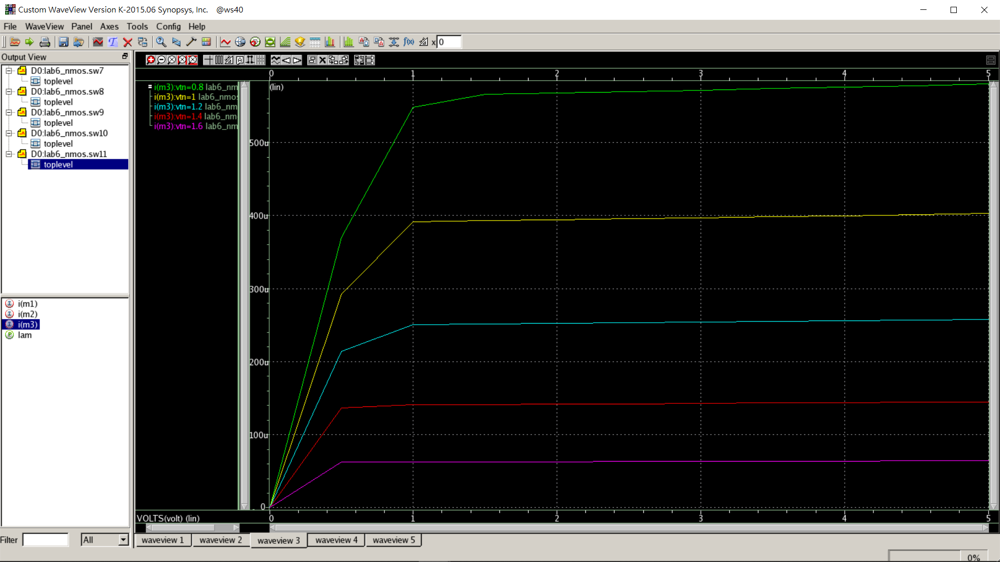 Custom WaveView Version K-2015.06 Synopsys, Inc. @ws40
File WaveView Panel Axes Tools Config Help
x 0
Output View
D0:lab6_nmos.sw7
toplevel
D0:lab6_nmos.sw8
toplevel
D0:lab6_nmos.sw9
toplevel
D0:lab6_nmos.sw10
toplevel
D0:lab6_nmos.sw11
toplevel
i(m1)
i(m2)
i(m3)
lam
Filter All
0 1 2 3 4 5
i(m3):vtn=0.8 lab6_nm
i(m3):vtn=1 lab6_nmos
i(m3):vtn=1.2 lab6_nm
i(m3):vtn=1.4 lab6_nm
i(m3):vtn=1.6 lab6_nm
(lin)
500u
400u
300u
200u
100u
0
VOLTS(volt) (lin)
0 1 2 3 4 5
waveview 1 waveview 2 waveview 3 waveview 4 waveview 5
0%